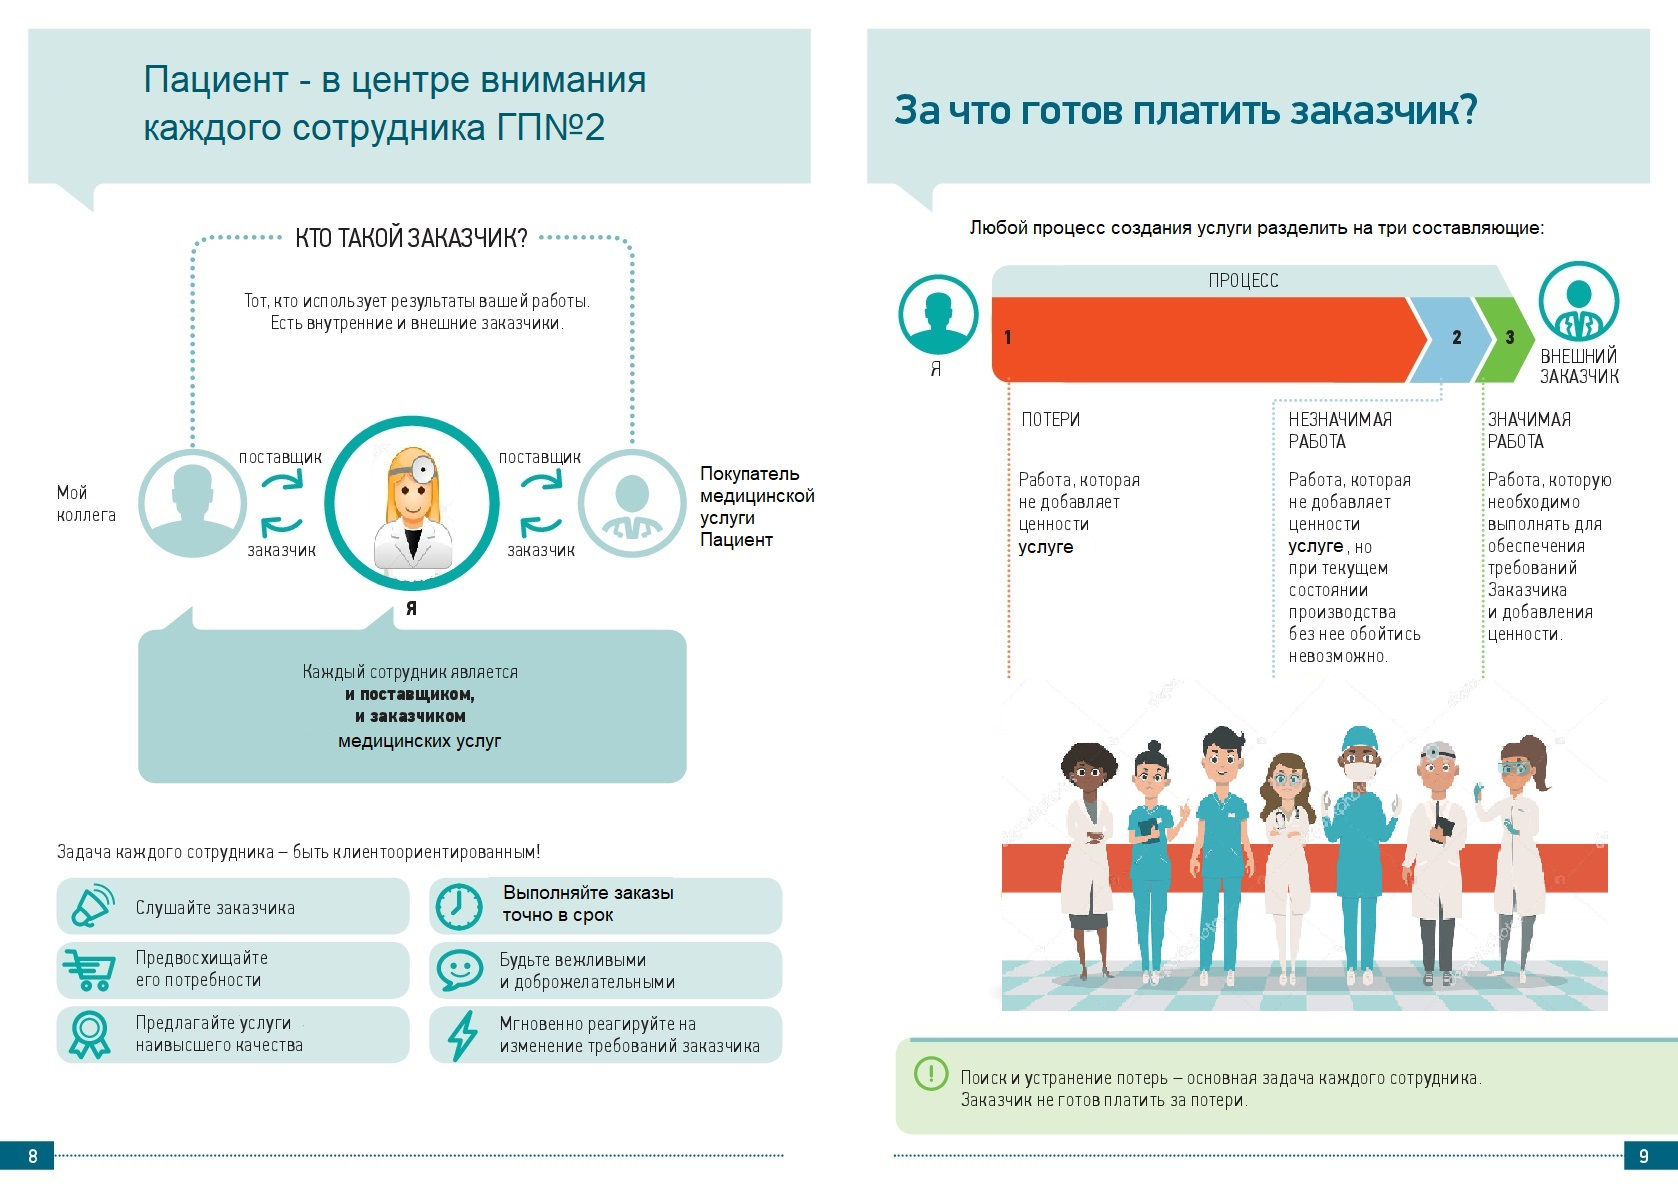 Пациент - в центре внимания
каждого сотрудника ГП№2
КТО ТАКОЙ ЗАКАЗЧИК?
Тот, кто использует результаты вашей работы.
Есть внутренние и внешние заказчики.
Мой
коллега
поставщик
заказчик
поставщик
заказчик
Покупатель
медицинской
услуги
Пациент
Я
Каждый сотрудник является
и поставщиком,
и заказчиком
медицинских услуг
Задача каждого сотрудника – быть клиентоориентированным!
Слушайте заказчика
Выполняйте заказы
точно в срок
Предвосхищайте
его потребности
Будьте вежливыми
и доброжелательными
Предлагайте услуги
наивысшего качества
Мгновенно реагируйте на
изменение требований заказчика
8
За что готов платить заказчик?
Любой процесс создания услуги разделить на три составляющие:
ПРОЦЕСС
Я
1
2
3
ВНЕШНИЙ
ЗАКАЗЧИК
ПОТЕРИ
Работа, которая
не добавляет
ценности
услуге
НЕЗНАЧИМАЯ
РАБОТА
Работа, которая
не добавляет
ценности
услуге , но
при текущем
состоянии
производства
без нее обойтись
невозможно.
ЗНАЧИМАЯ
РАБОТА
Работа, которую
необходимо
выполнять для
обеспечения
требований
Заказчика
и добавления
ценности.
Поиск и устранение потерь – основная задача каждого сотрудника.
Заказчик не готов платить за потери.
9